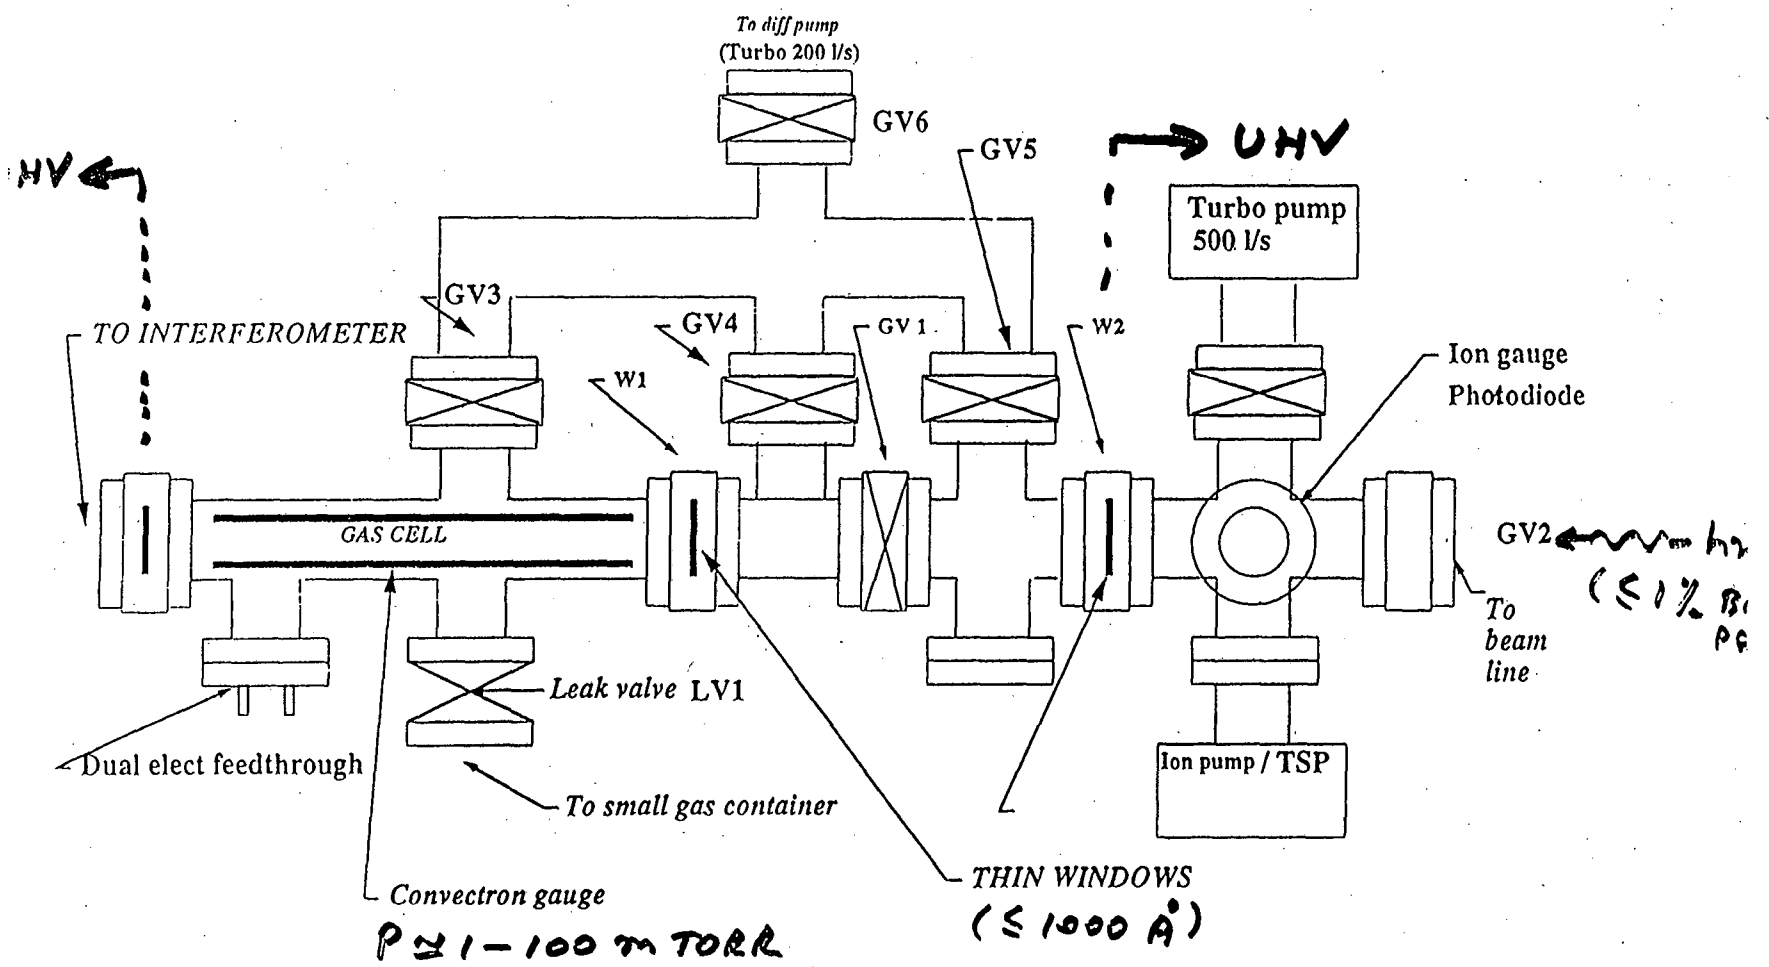 To diff pump
(Turbo 200 l/s)
GV6
GV5
UHV
HV
Turbo pump
500 l/s
GV3
GV4
GV 1
W2
TO INTERFEROMETER
W1
Ion gauge
Photodiode
GAS CELL
GV2
(≤ 1%
To
beam
line
Leak valve LV1
Dual elect feedthrough
Ion pump / TSP
To small gas container
THIN WINDOWS
(≤ 1000 Å)
Convectron gauge
P ≃ 1 - 100 m TORR